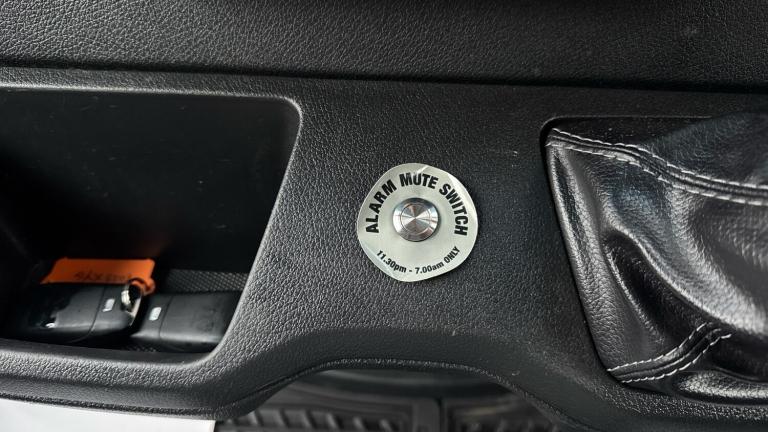 ALARM MUTE SWITCH
11.30pm - 7.00am ONLY